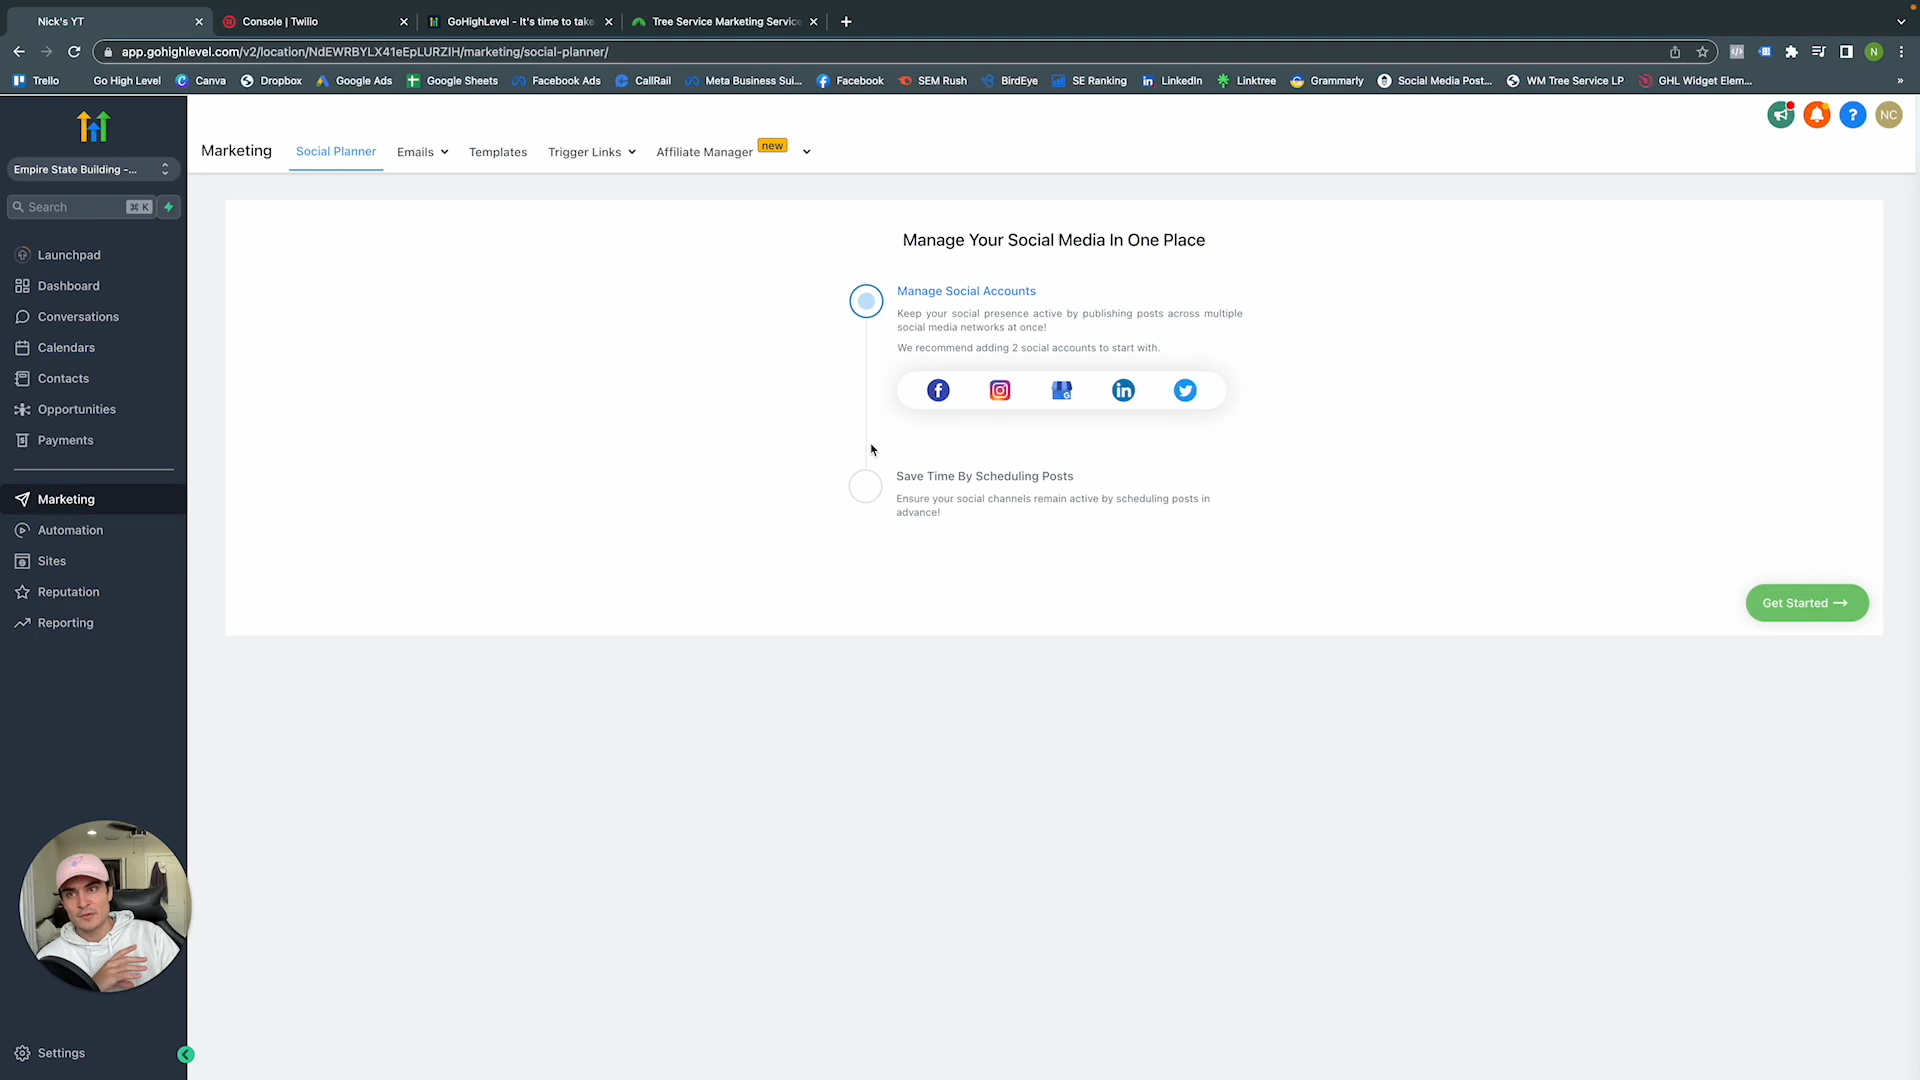 Nick's YT
Console | Twilio
GoHighLevel - It's time to take
Tree Service Marketing Service
app.gohighlevel.com/v2/location/NdEWRBYLX41eEpLURZIH/marketing/social-planner/
N
Trello
Go High Level
Canva
Dropbox
Google Ads
Google Sheets
Facebook Ads
CallRail
Meta Business Sui...
Facebook
SEM Rush
BirdEye
SE Ranking
LinkedIn
Linktree
Grammarly
Social Media Post...
WM Tree Service LP
GHL Widget Elem...
»
NC
Marketing
Social Planner
Emails
Templates
Trigger Links
Affiliate Manager
new
Empire State Building -...
Search
⌘ K
Launchpad
Dashboard
Conversations
Calendars
Contacts
Opportunities
Payments
Marketing
Automation
Sites
Reputation
Reporting
Settings
Manage Your Social Media In One Place
Manage Social Accounts
Keep your social presence active by publishing posts across multiple
social media networks at once!
We recommend adding 2 social accounts to start with.
Save Time By Scheduling Posts
Ensure your social channels remain active by scheduling posts in
advance!
Get Started →